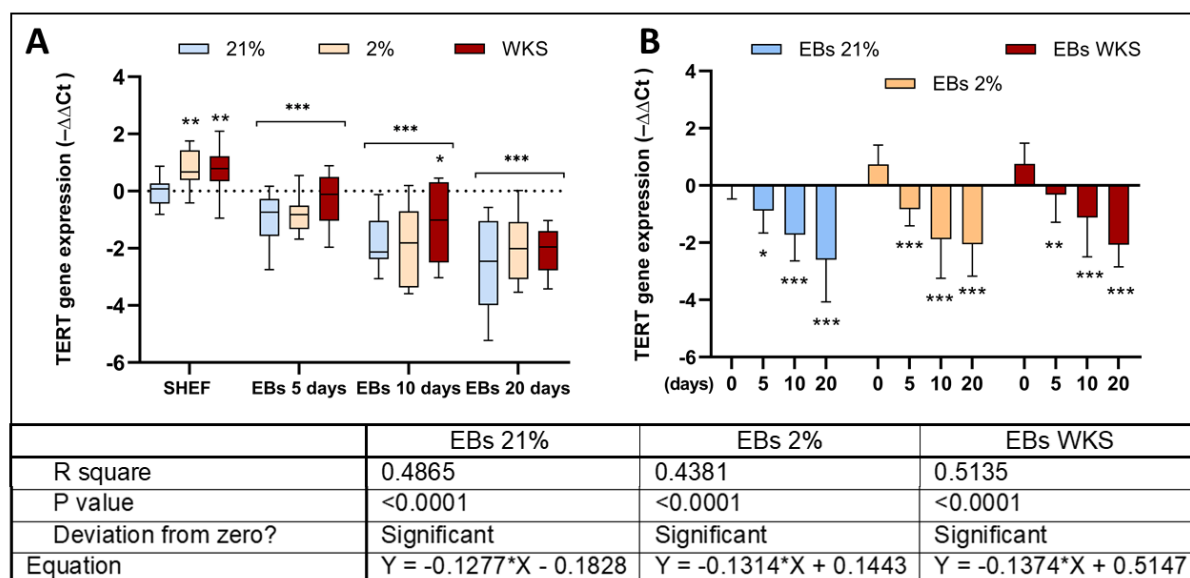 A
21% 2% WKS
TERT gene expression (−ΔΔCt )
4
2
0
-2
-4
-6
** **
***
***
*
***
SHEF EBs 5 days EBs 10 days EBs 20 days
B
EBs 21% EBs WKS
EBs 2%
TERT gene expression (−ΔΔCt )
4
2
0
-2
-4
-6
* *** ***
*** *** ***
** *** ***
(days) 0 5 10 20 0 5 10 20 0 5 10 20
EBs 21% EBs 2% EBs WKS
R square 0.4865 0.4381 0.5135
P value <0.0001 <0.0001 <0.0001
Deviation from zero? Significant Significant Significant
Equation Y = -0.1277*X - 0.1828 Y = -0.1314*X + 0.1443 Y = -0.1374*X + 0.5147